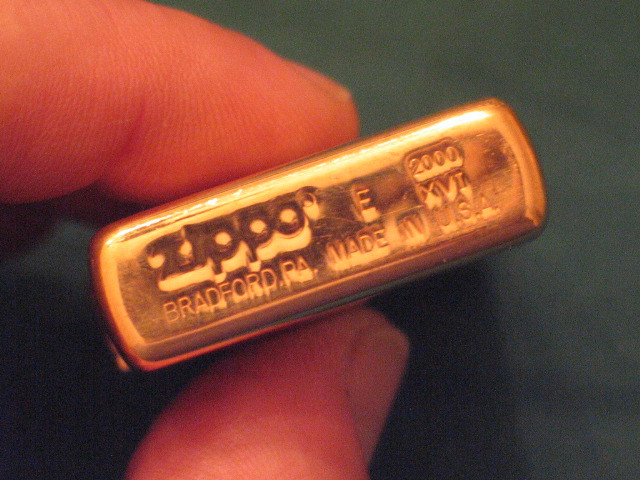 zippo® E 2000
XVI
BRADFORD, PA. MADE IN U.S.A.